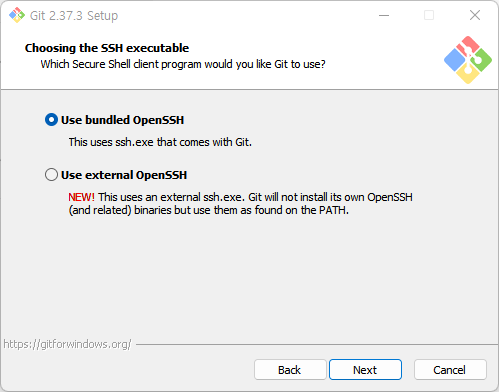 Git 2.37.3 Setup
Choosing the SSH executable
Which Secure Shell client program would you like Git to use?
Use bundled OpenSSH
This uses ssh.exe that comes with Git.
Use external OpenSSH
NEW! This uses an external ssh.exe. Git will not install its own OpenSSH
(and related) binaries but use them as found on the PATH.
https://gitforwindows.org/
Back Next Cancel